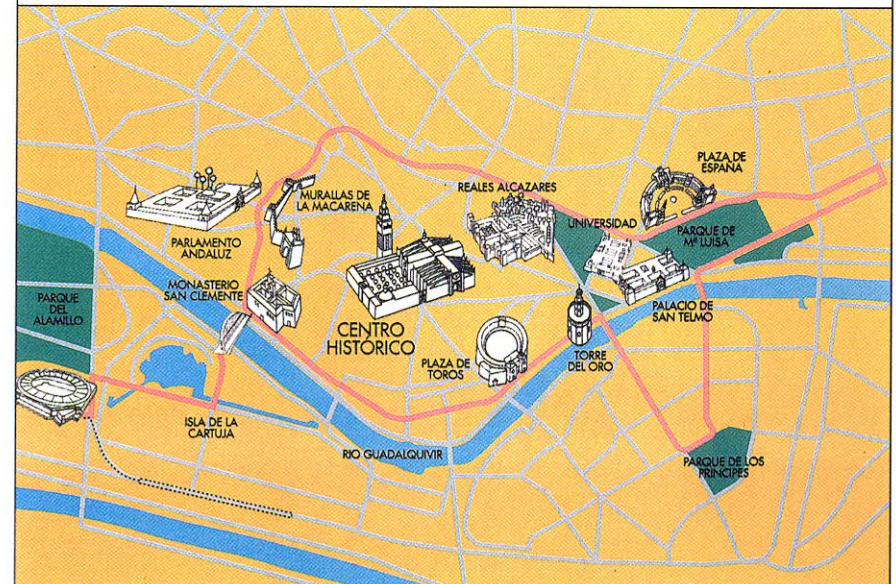 PLAZA DE
ESPAÑA
REALES ALCAZARES
MURALLAS DE
LA MACARENA
UNIVERSIDAD
PARQUE DE
Mª LUISA
PARLAMENTO
ANDALUZ
MONASTERIO
SAN CLEMENTE
PALACIO DE
SAN TELMO
PARQUE
DEL
ALAMILLO
CENTRO
HISTÓRICO
PLAZA DE
TOROS
TORRE
DEL ORO
ISLA DE LA
CARTUJA
RIO GUADALQUIVIR
PARQUE DE LOS
PRINCIPES